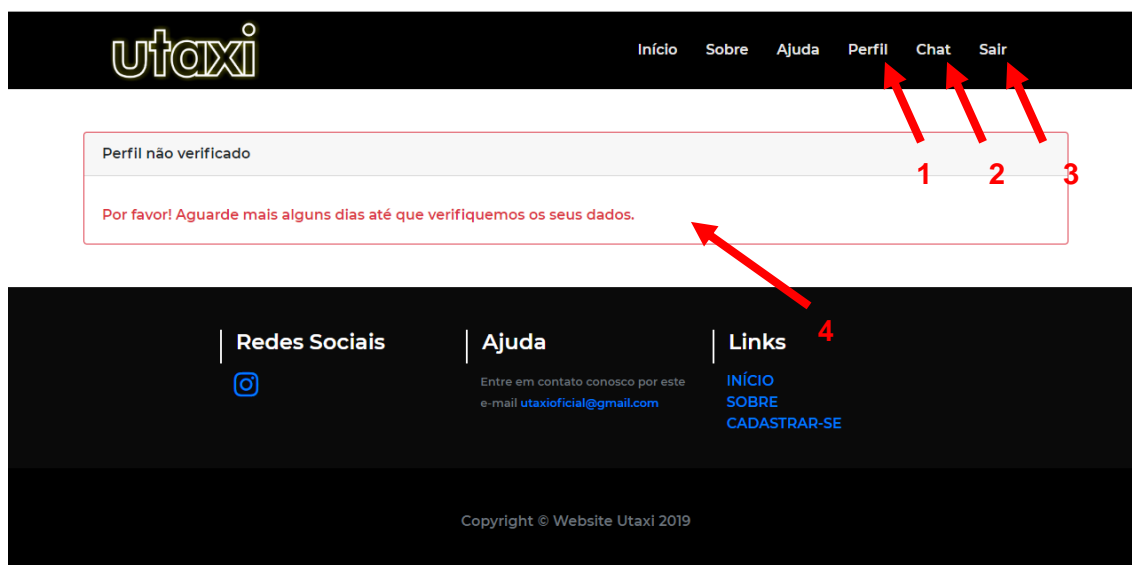 utaxi
Início Sobre Ajuda Perfil Chat Sair
Perfil não verificado
1 2 3
Por favor! Aguarde mais alguns dias até que verifiquemos os seus dados.
4
Redes Sociais
Ajuda
Entre em contato conosco por este
e-mail utaxioficial@gmail.com
Links
INÍCIO
SOBRE
CADASTRAR-SE
Copyright © Website Utaxi 2019